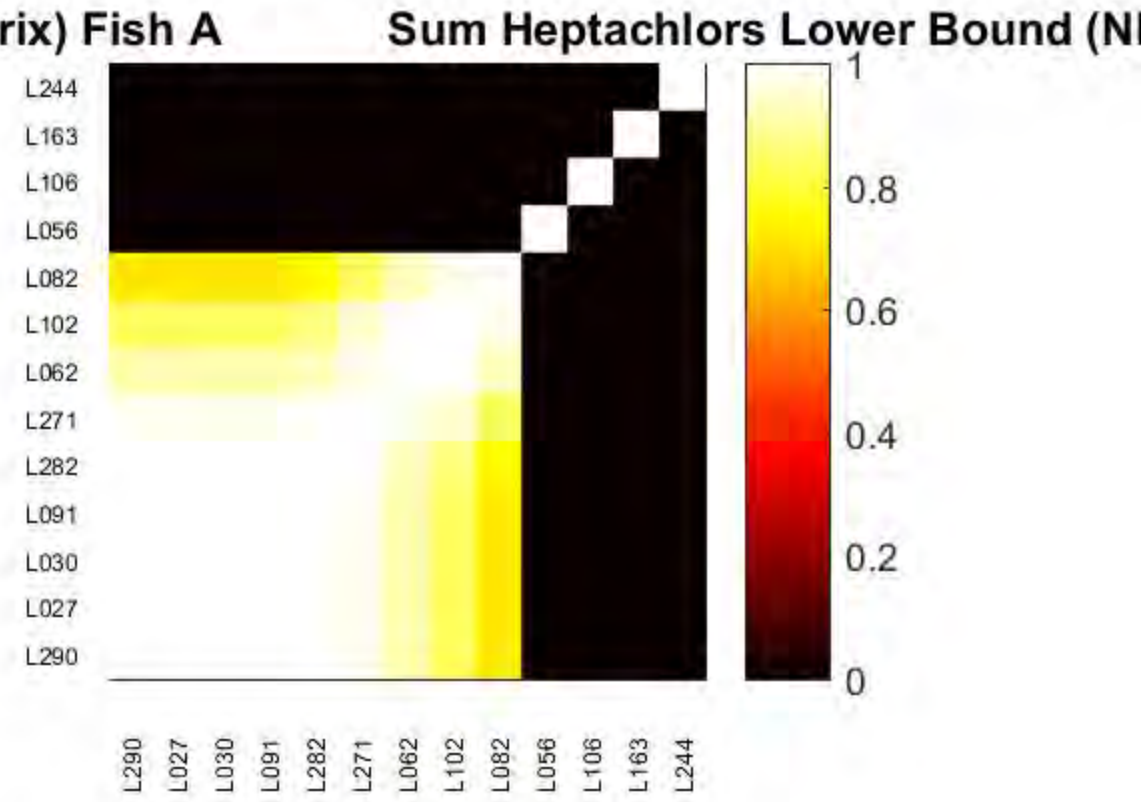 rix) Fish A Sum Heptachlors Lower Bound (N
L244
L163
L106
L056
L082
L102
L062
L271
L282
L091
L030
L027
L290
1
0.8
0.6
0.4
0.2
0
L290 L027 L030 L091 L282 L271 L062 L102 L082 L056 L106 L163 L244